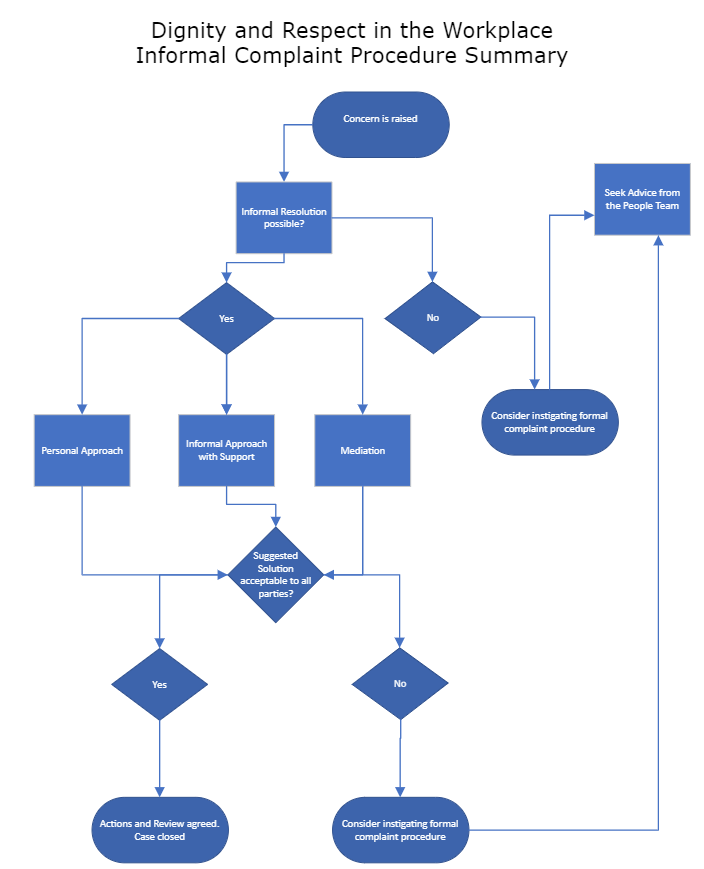 Dignity and Respect in the Workplace
Informal Complaint Procedure Summary
Concern is raised
Seek Advice from
the People Team
Informal Resolution
possible?
Yes
No
Consider instigating formal
complaint procedure
Personal Approach
Informal Approach
with Support
Mediation
Suggested
Solution
acceptable to all
parties?
Yes
No
Actions and Review agreed.
Case closed
Consider instigating formal
complaint procedure